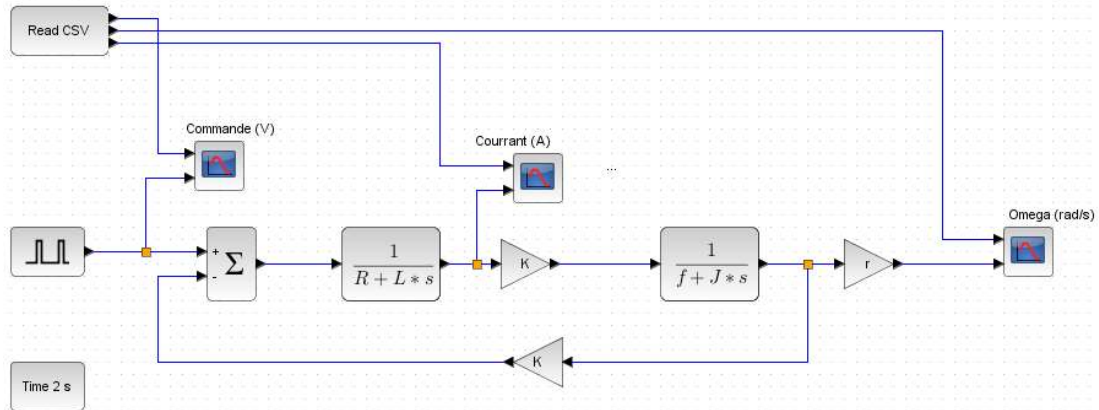 Read CSV
Commande (V)
Courrant (A)
...
Omega (rad/s)
+
-
Σ
1
R + L * s
K
1
f + J * s
r
K
Time 2 s